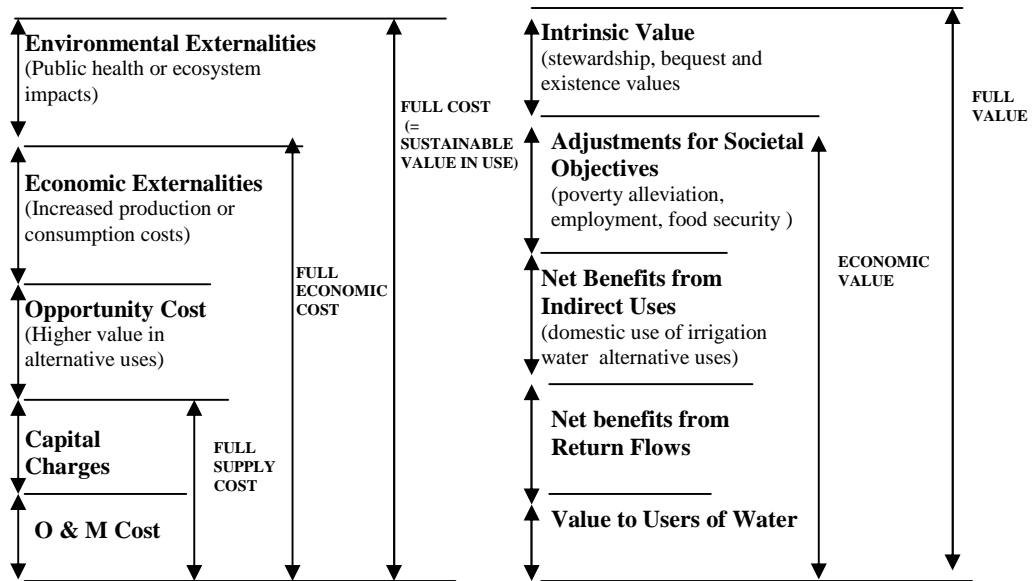 Environmental Externalities
(Public health or ecosystem
impacts)
Economic Externalities
(Increased production or
consumption costs)
Opportunity Cost
(Higher value in
alternative uses)
Capital
Charges
O & M Cost
FULL
SUPPLY
COST
FULL
ECONOMIC
COST
FULL COST
(=
SUSTAINABLE
VALUE IN USE)
Intrinsic Value
(stewardship, bequest and
existence values
Adjustments for Societal
Objectives
(poverty alleviation,
employment, food security )
Net Benefits from
Indirect Uses
(domestic use of irrigation
water alternative uses)
Net benefits from
Return Flows
Value to Users of Water
ECONOMIC
VALUE
FULL
VALUE